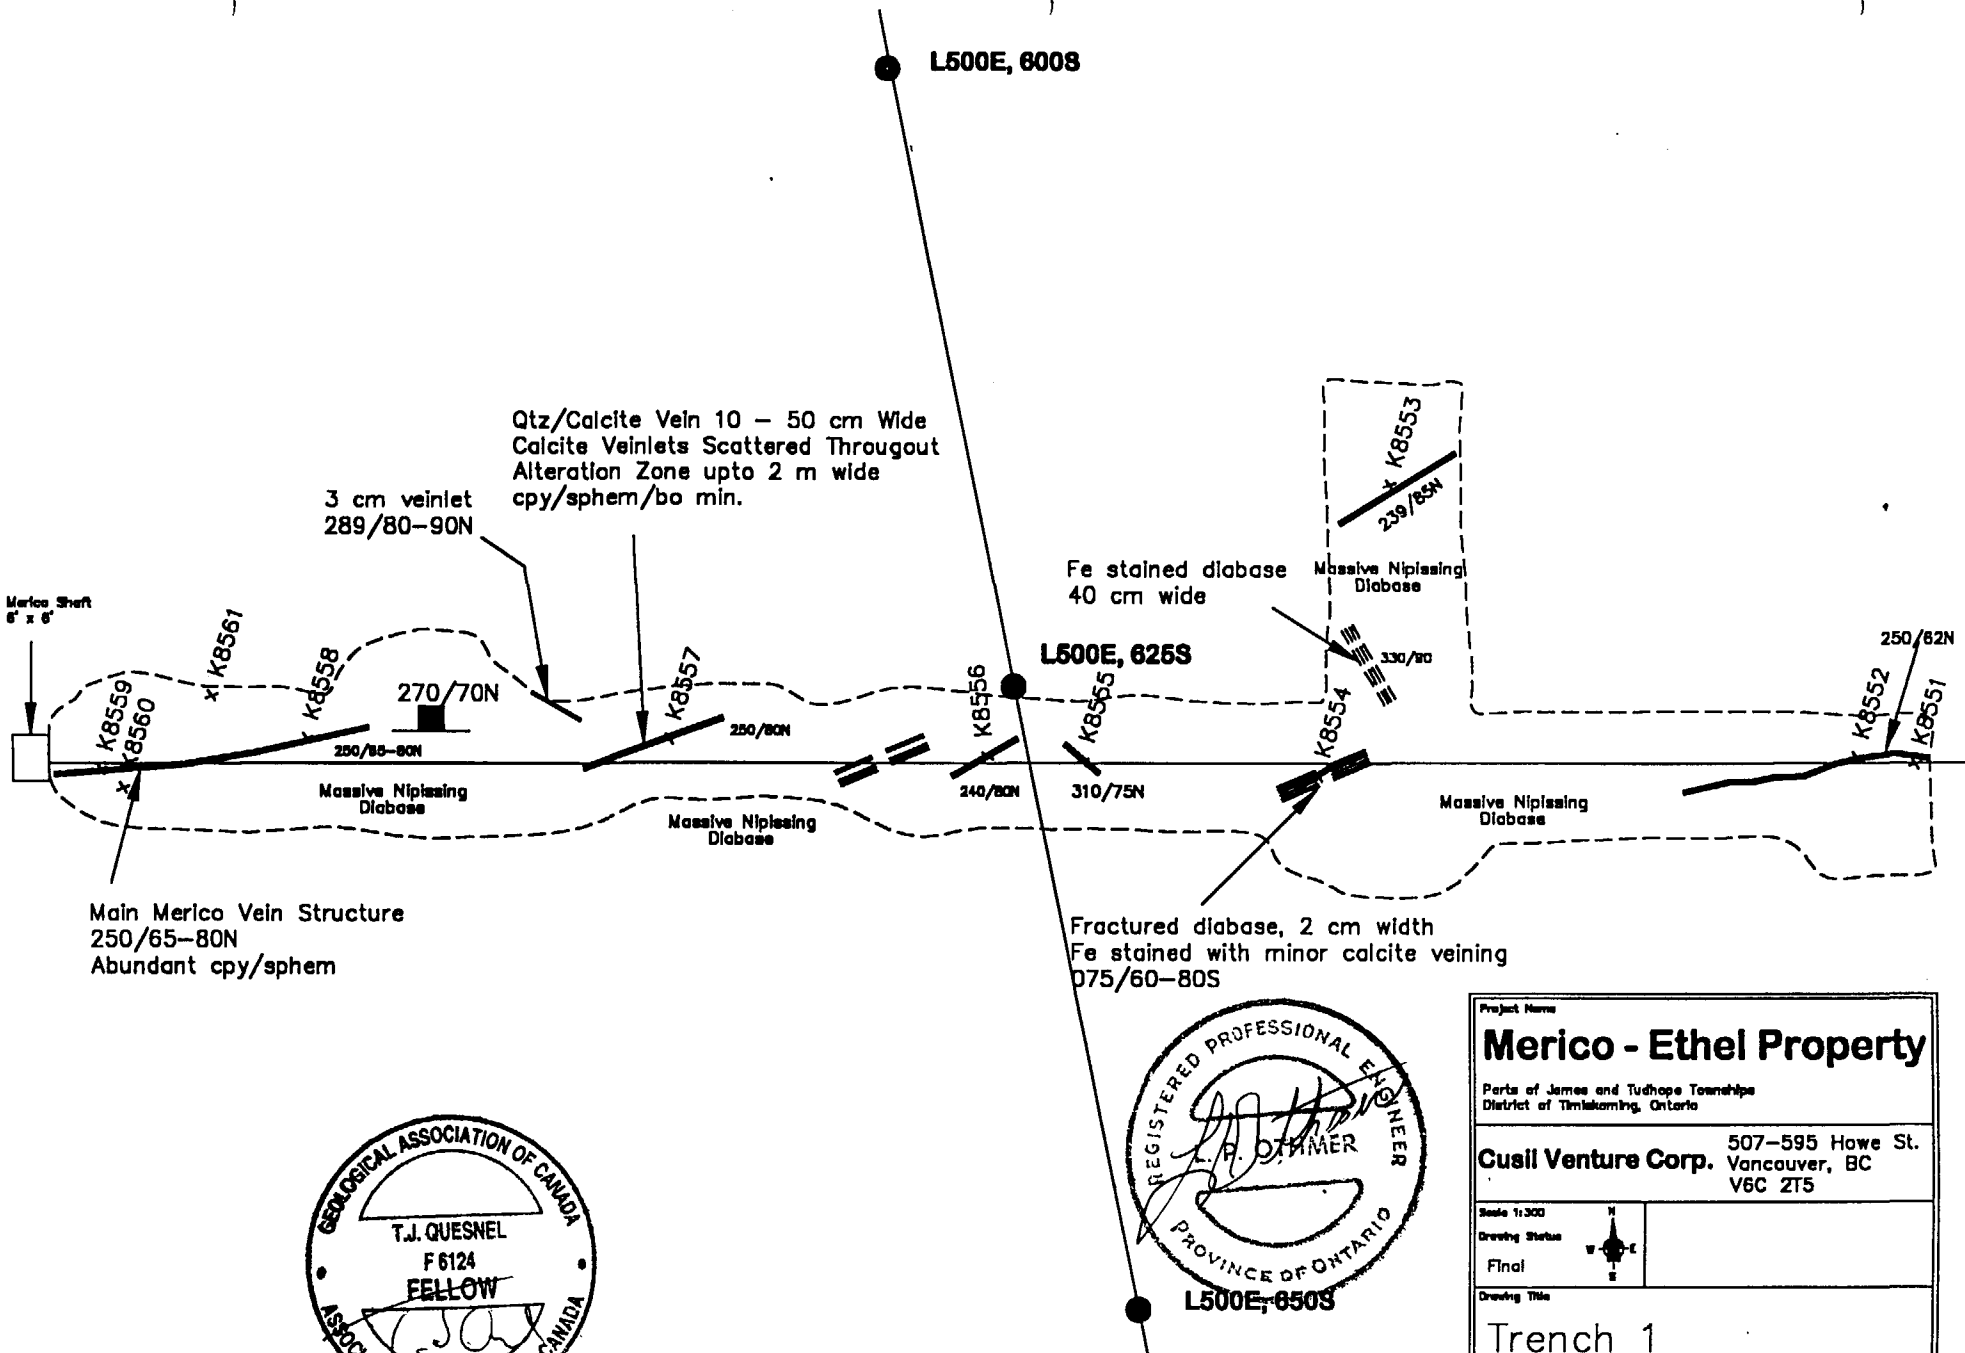 L500E, 600S
Qtz/Calcite Vein 10 - 50 cm Wide
Calcite Veinlets Scattered Througout
Alteration Zone upto 2 m wide
cpy/sphem/bo min.
3 cm veinlet
289/80-90N
K8553
239/85N
Fe stained diabase
40 cm wide
Massive Nipissing
Diabase
Merico Shaft
6' x 6'
K8561
K8558
K8559
K8560
270/70N
250/65-80N
K8557
250/80N
L500E, 625S
K8556
K8555
240/80N
310/75N
330/90
K8554
250/62N
K8552
K8551
Massive Nipissing
Diabase
Massive Nipissing
Diabase
Massive Nipissing
Diabase
Main Merico Vein Structure
250/65-80N
Abundant cpy/sphem
Fractured diabase, 2 cm width
Fe stained with minor calcite veining
075/60-80S
REGISTERED PROFESSIONAL ENGINEER
L. P. OTHMER
PROVINCE OF ONTARIO
L500E, 650S
GEOLOGICAL ASSOCIATION OF CANADA
T.J. QUESNEL
F 6124
FELLOW
CANADA
Project Name
Merico - Ethel Property
Parts of James and Tudhope Townships
District of Timiskaming, Ontario
Cusil Venture Corp.
507-595 Howe St.
Vancouver, BC
V6C 2T5
Scale 1:300
Drawing Status
Final
N
W
E
S
Drawing Title
Trench 1